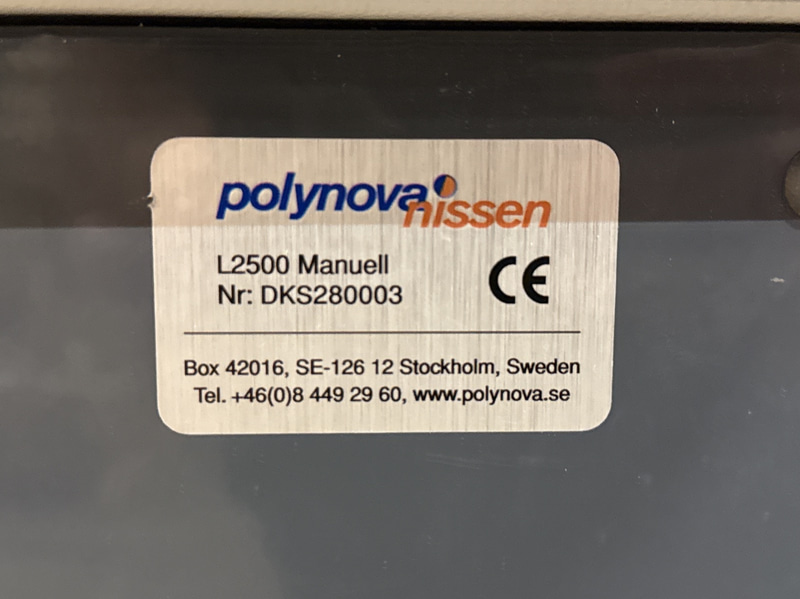 polynova nissen
L2500 Manuell
Nr: DKS280003
CE
Box 42016, SE-126 12 Stockholm, Sweden
Tel. +46(0)8 449 29 60, www.polynova.se